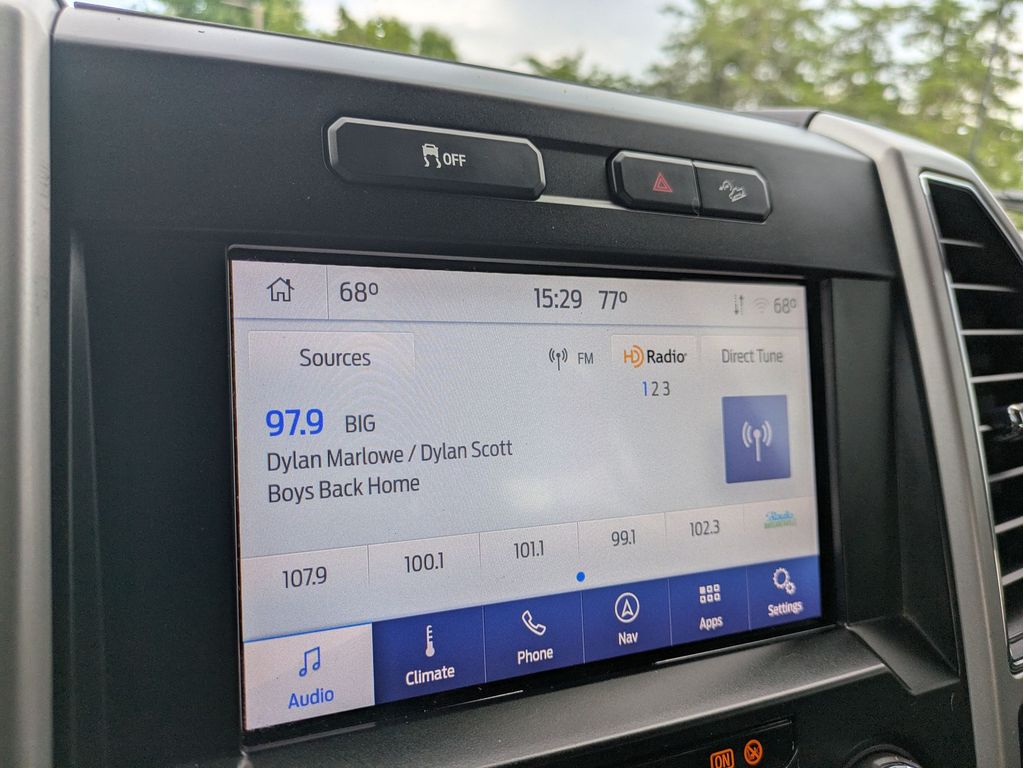 OFF
68° 15:29 77° 68°
Sources FM HD Radio Direct Tune
1 2 3
97.9 BIG
Dylan Marlowe / Dylan Scott
Boys Back Home
107.9 100.1 101.1 99.1 102.3 Radio
Audio Climate Phone Nav Apps Settings
ON